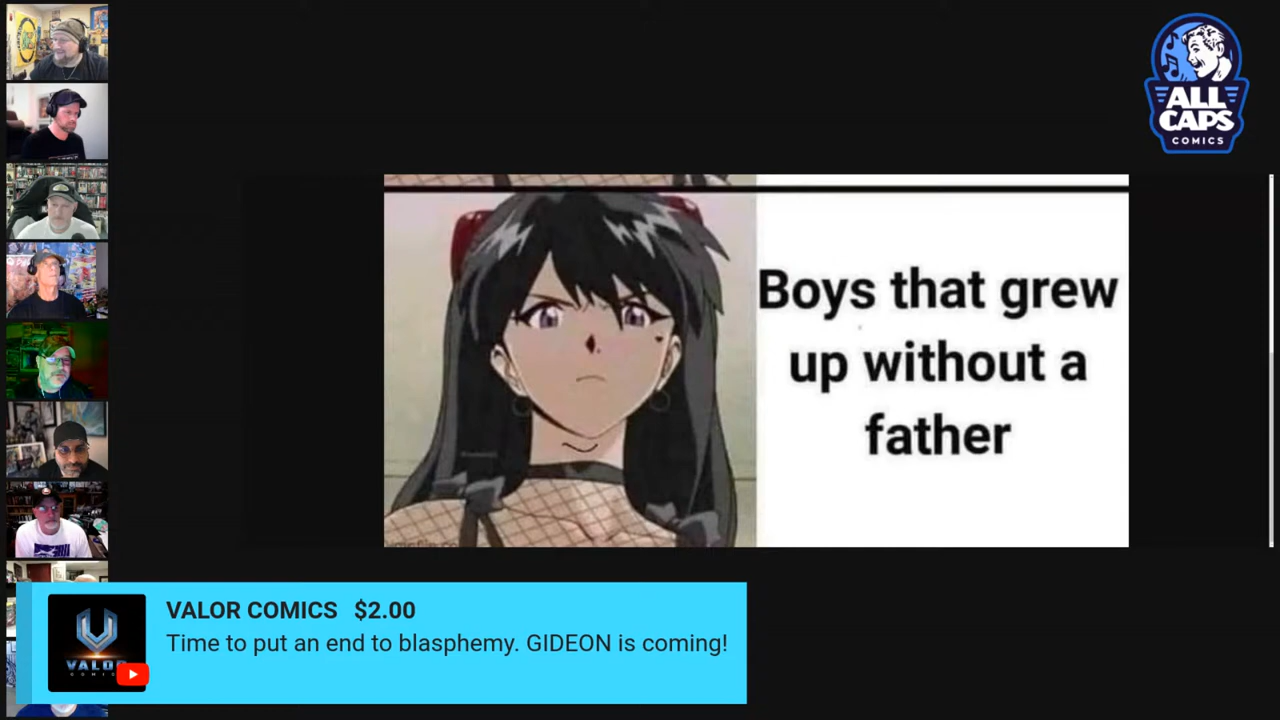 ALL
CAPS
COMICS
Boys that grew
up without a
father
VALOR COMICS $2.00
Time to put an end to blasphemy. GIDEON is coming!
VALOR